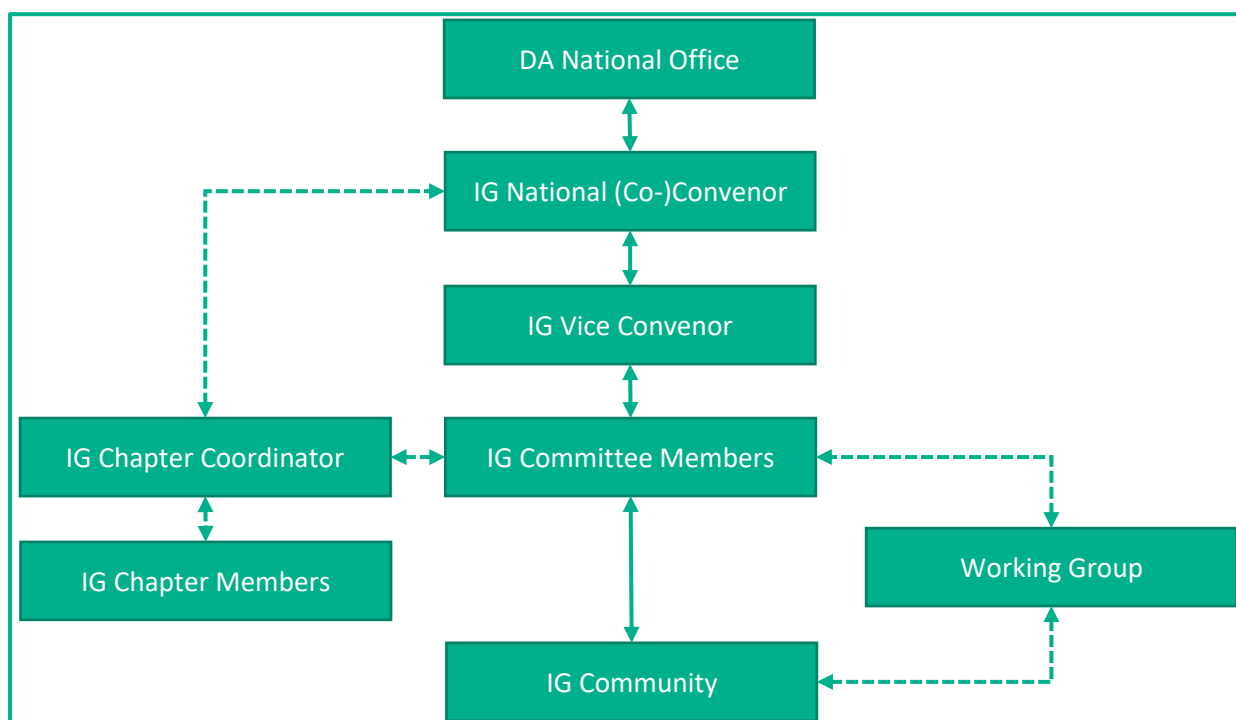 DA National Office
IG National (Co-)Convenor
IG Vice Convenor
IG Chapter Coordinator
IG Committee Members
IG Chapter Members
Working Group
IG Community